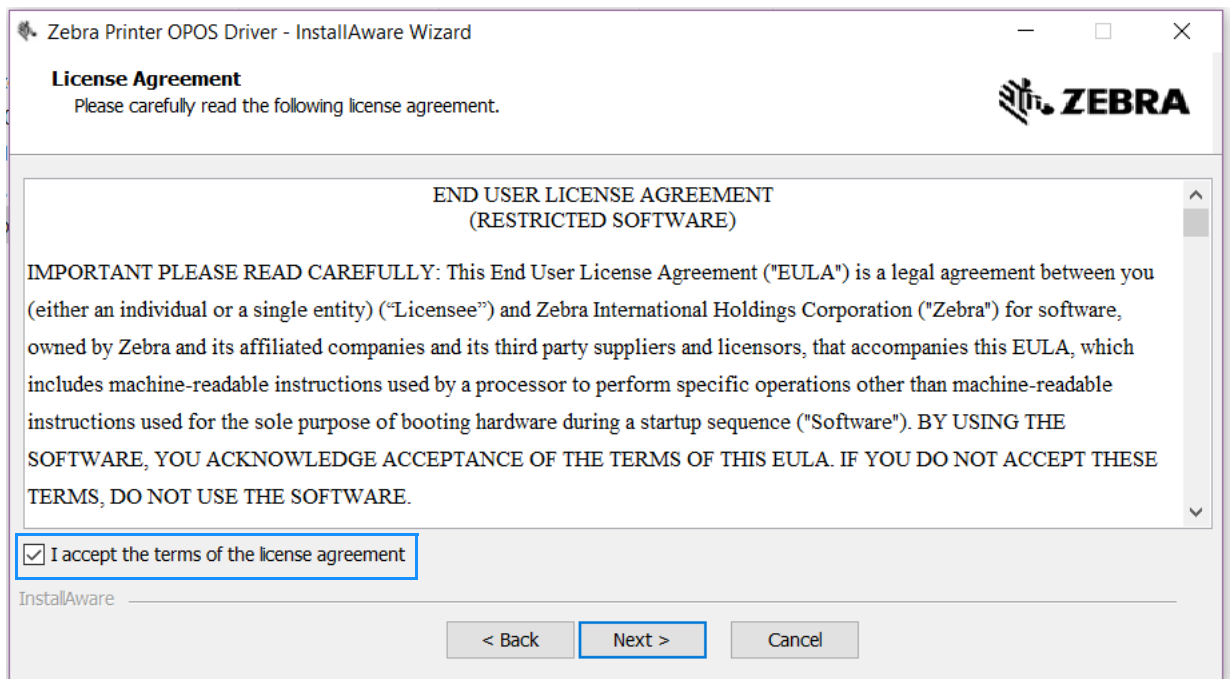 Zebra Printer OPOS Driver - InstallAware Wizard
License Agreement
Please carefully read the following license agreement.
ZEBRA
END USER LICENSE AGREEMENT
(RESTRICTED SOFTWARE)
IMPORTANT PLEASE READ CAREFULLY: This End User License Agreement ("EULA") is a legal agreement between you
(either an individual or a single entity) (“Licensee”) and Zebra International Holdings Corporation ("Zebra") for software,
owned by Zebra and its affiliated companies and its third party suppliers and licensors, that accompanies this EULA, which
includes machine-readable instructions used by a processor to perform specific operations other than machine-readable
instructions used for the sole purpose of booting hardware during a startup sequence ("Software"). BY USING THE
SOFTWARE, YOU ACKNOWLEDGE ACCEPTANCE OF THE TERMS OF THIS EULA. IF YOU DO NOT ACCEPT THESE
TERMS, DO NOT USE THE SOFTWARE.
I accept the terms of the license agreement
InstallAware
< Back Next > Cancel